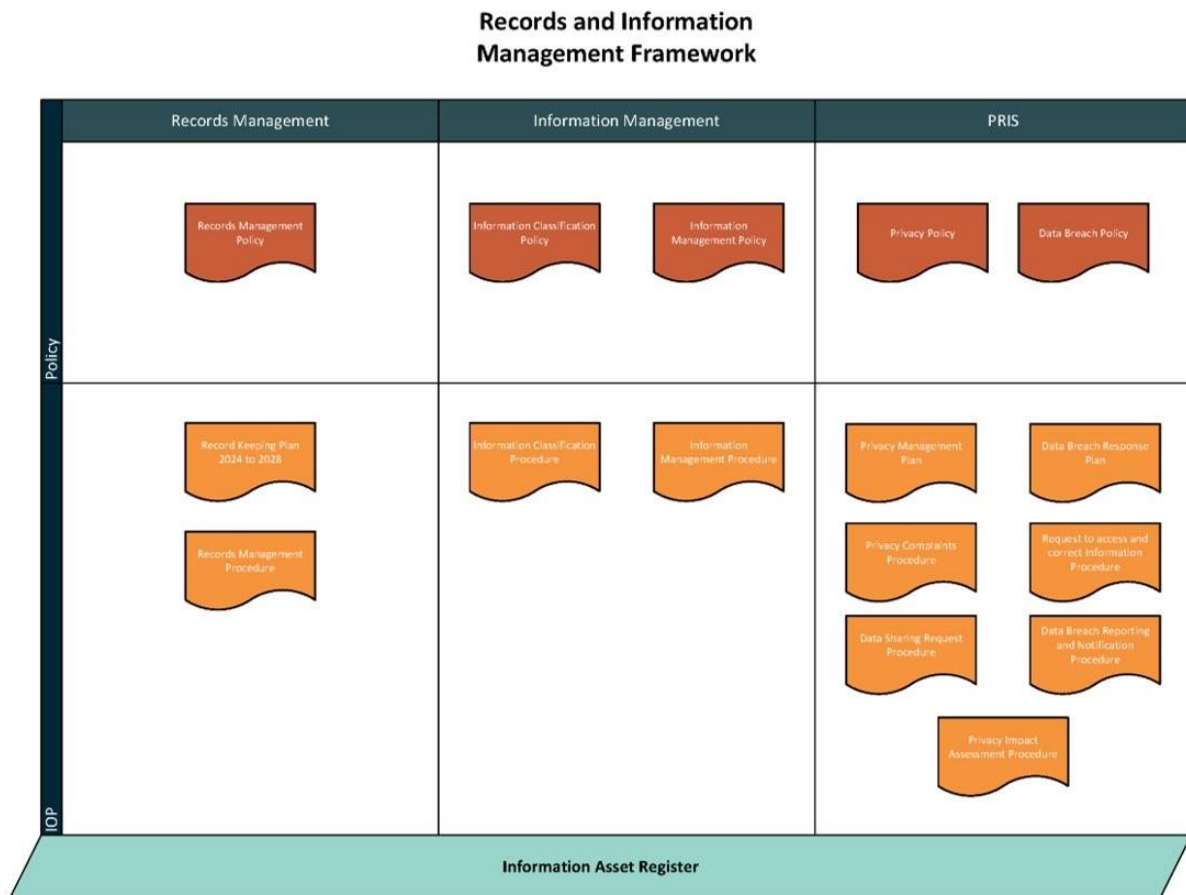 Records and Information
Management Framework
Records Management
Information Management
PRIS
Policy
Records Management
Policy
Information Classification
Policy
Information
Management Policy
Privacy Policy
Data Breach Policy
IOP
Record Keeping Plan
2024 to 2028
Records Management
Procedure
Information Classification
Procedure
Information
Management Procedure
Privacy Management
Plan
Data Breach Response
Plan
Privacy Complaints
Procedure
Request to access and
correct Information
Procedure
Data Sharing Request
Procedure
Data Breach Reporting
and Notification
Procedure
Privacy Impact
Assessment Procedure
Information Asset Register